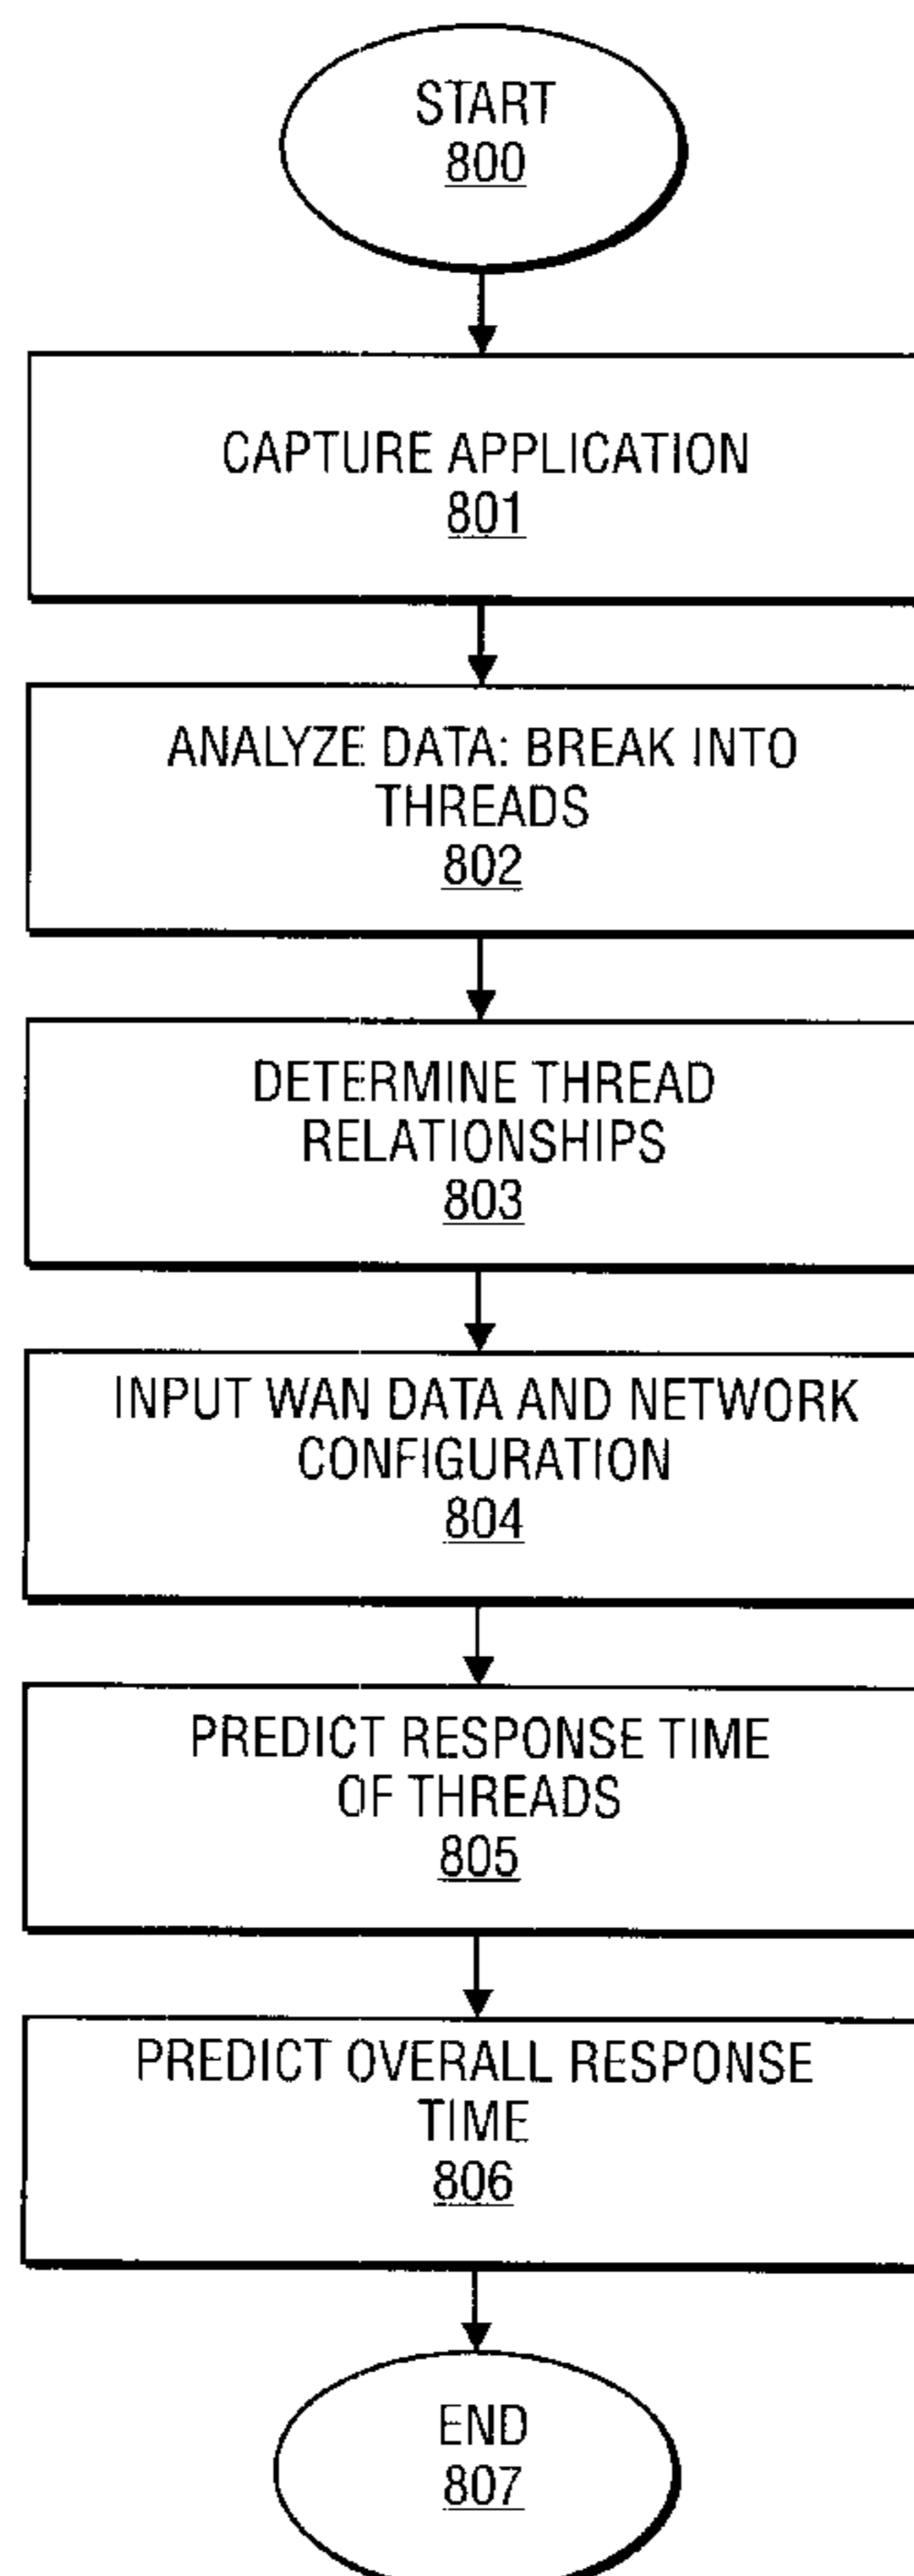 START
800
CAPTURE APPLICATION
801
ANALYZE DATA: BREAK INTO
THREADS
802
DETERMINE THREAD
RELATIONSHIPS
803
INPUT WAN DATA AND NETWORK
CONFIGURATION
804
PREDICT RESPONSE TIME
OF THREADS
805
PREDICT OVERALL RESPONSE
TIME
806
END
807